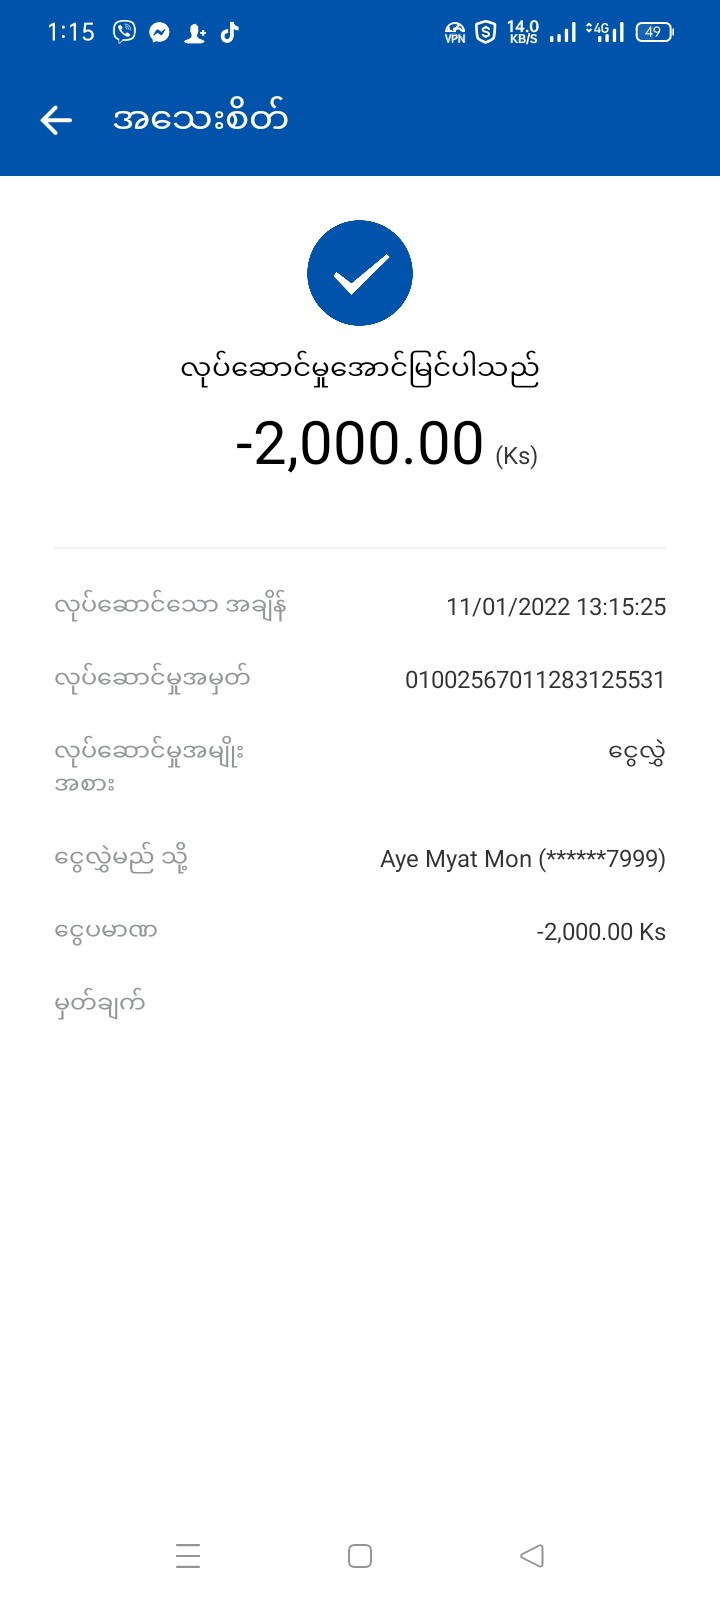 1:15 VPN 14.0 KB/S 4G 49
အသေးစိတ်
လုပ်ဆောင်မှုအောင်မြင်ပါသည်
-2,000.00 (Ks)
လုပ်ဆောင်သော အချိန် 11/01/2022 13:15:25
လုပ်ဆောင်မှုအမှတ် 01002567011283125531
လုပ်ဆောင်မှုအမျိုး ငွေလွှဲ
အစား
ငွေလွှဲမည် သို့ Aye Myat Mon (******7999)
ငွေပမာဏ -2,000.00 Ks
မှတ်ချက်